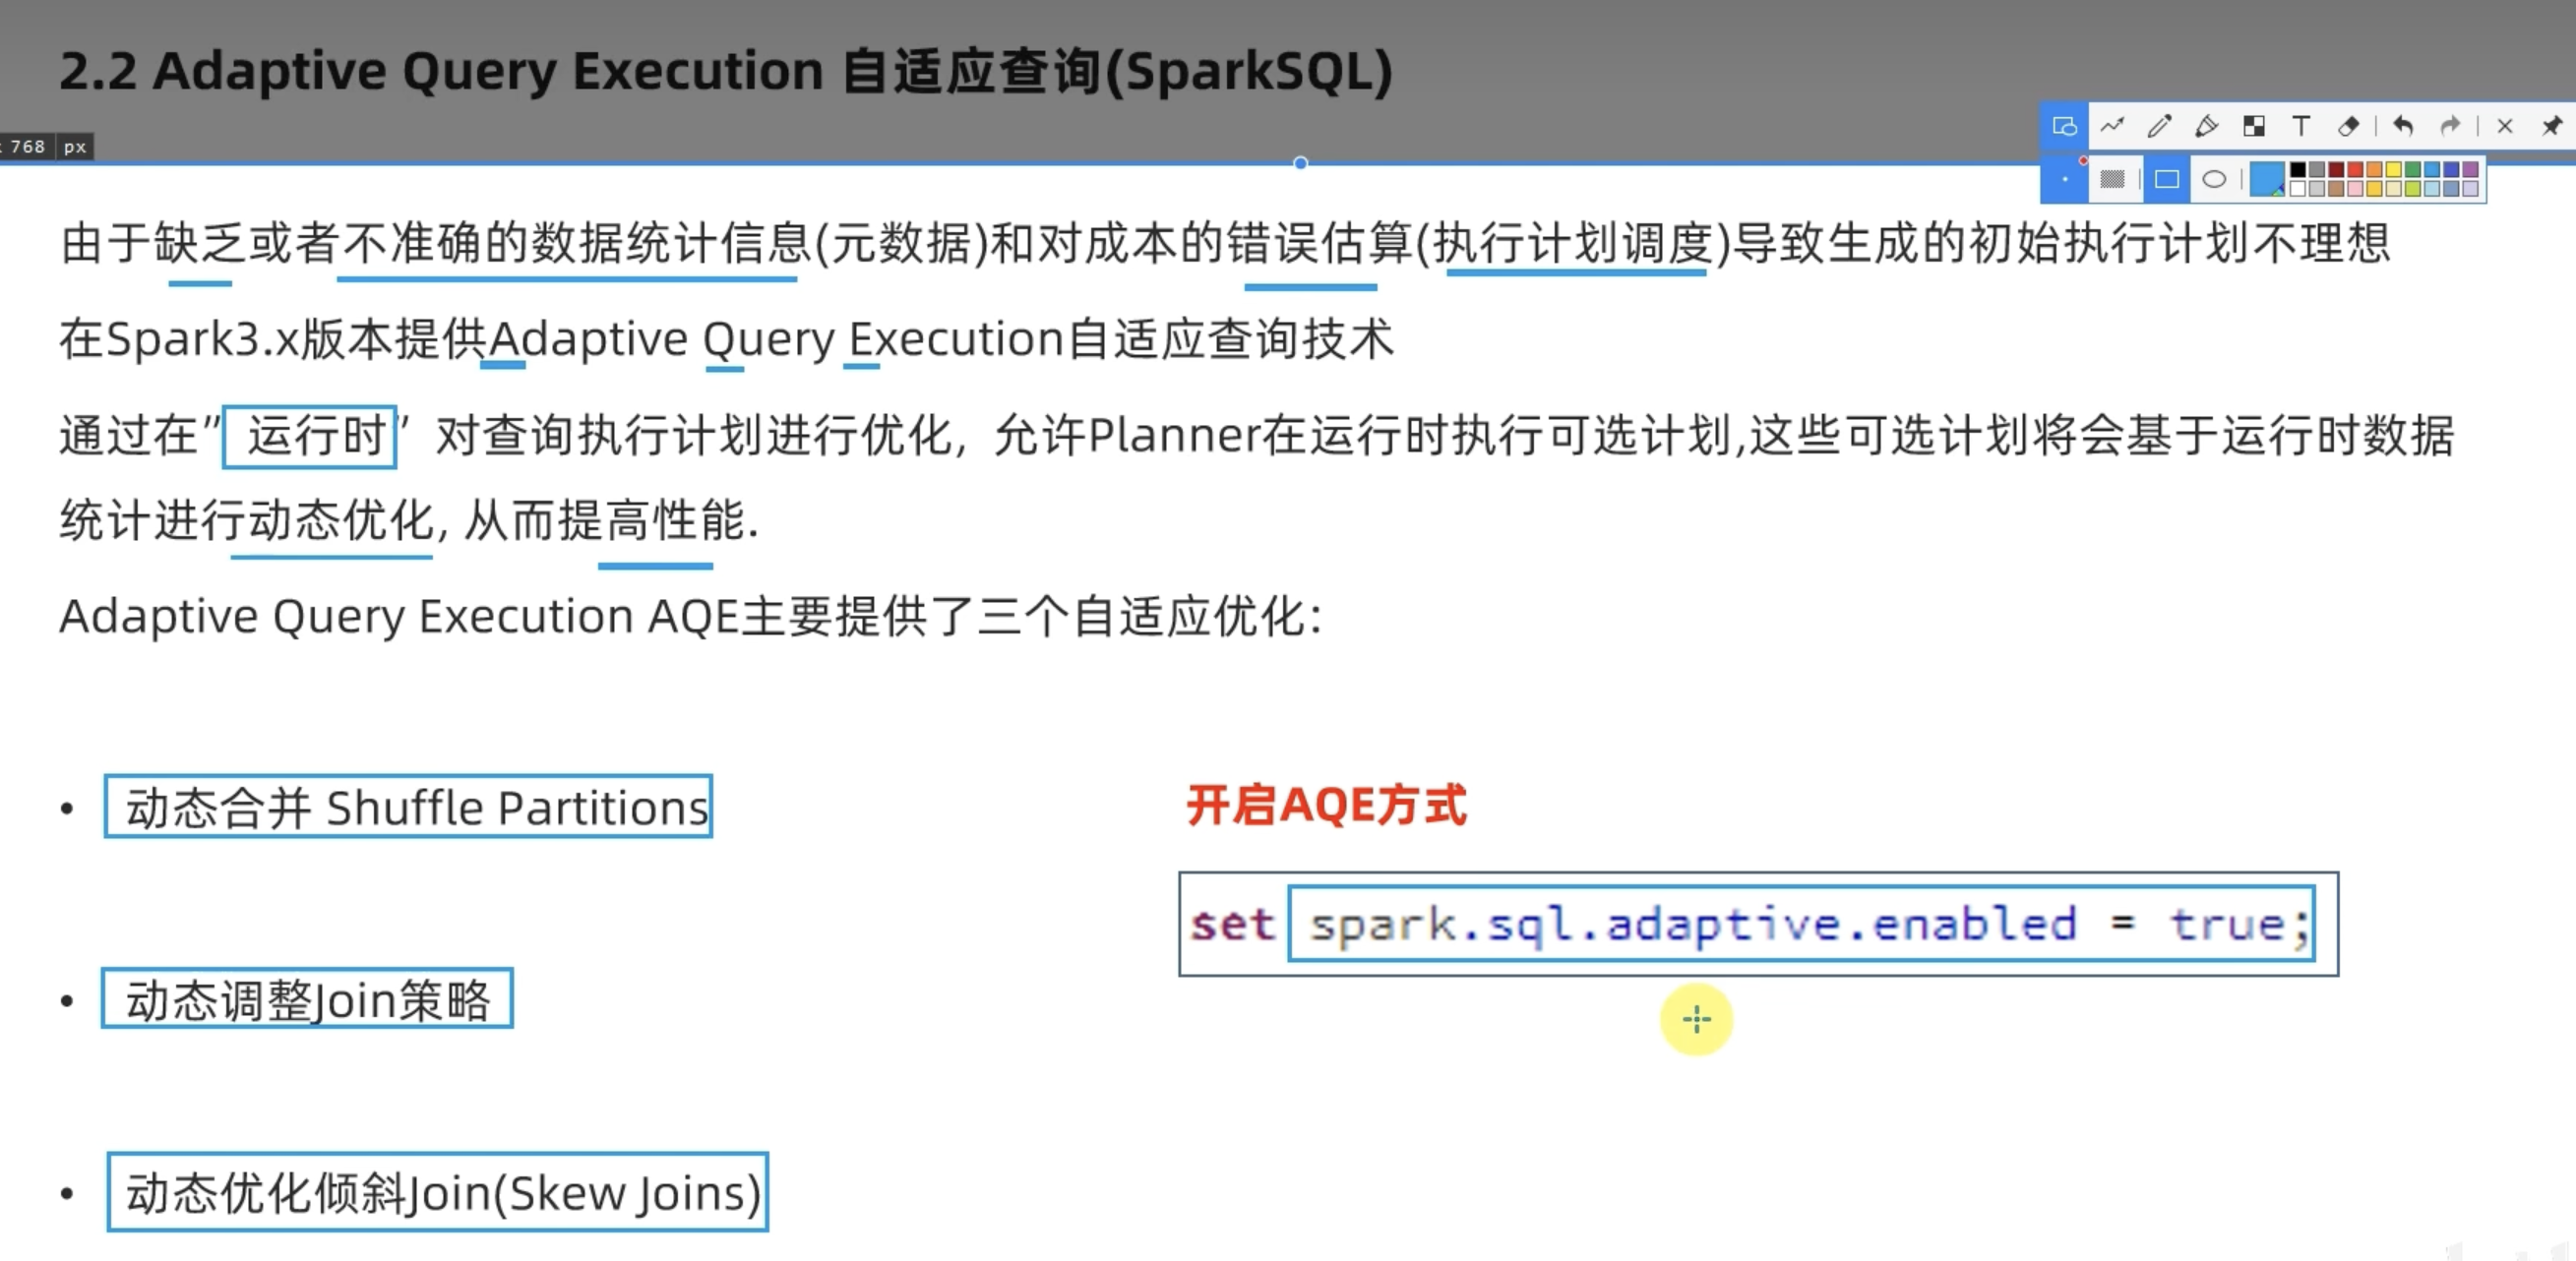 2.2 Adaptive Query Execution 自适应查询(SparkSQL)
768 px
由于缺乏或者不准确的数据统计信息(元数据)和对成本的错误估算(执行计划调度)导致生成的初始执行计划不理想
在Spark3.x版本提供Adaptive Query Execution自适应查询技术
通过在”运行时”对查询执行计划进行优化, 允许Planner在运行时执行可选计划,这些可选计划将会基于运行时数据
统计进行动态优化, 从而提高性能.
Adaptive Query Execution AQE主要提供了三个自适应优化:
• 动态合并 Shuffle Partitions
开启AQE方式
set spark.sql.adaptive.enabled = true;
• 动态调整Join策略
• 动态优化倾斜Join(Skew Joins)